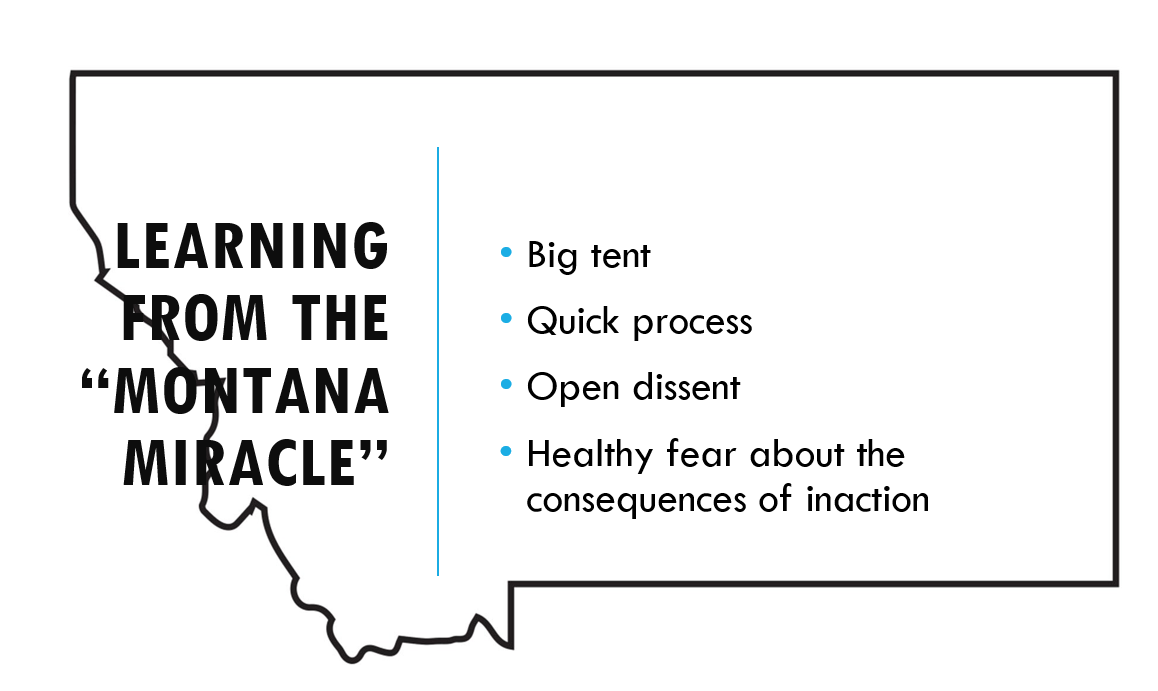 LEARNING
FROM THE
“MONTANA
MIRACLE”
• Big tent
• Quick process
• Open dissent
• Healthy fear about the
consequences of inaction